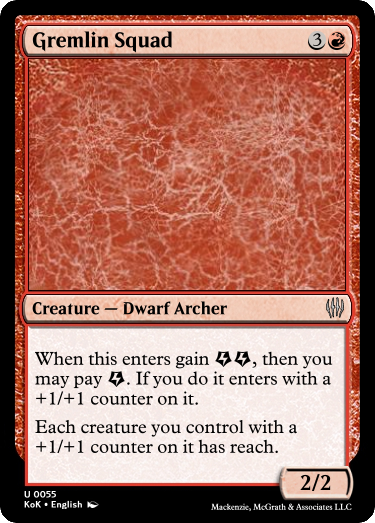 Gremlin Squad 3
Creature — Dwarf Archer
When this enters gain , then you
may pay . If you do it enters with a
+1/+1 counter on it.
Each creature you control with a
+1/+1 counter on it has reach.
2/2
U 0055
KoK • English
Mackenzie, McGrath & Associates LLC